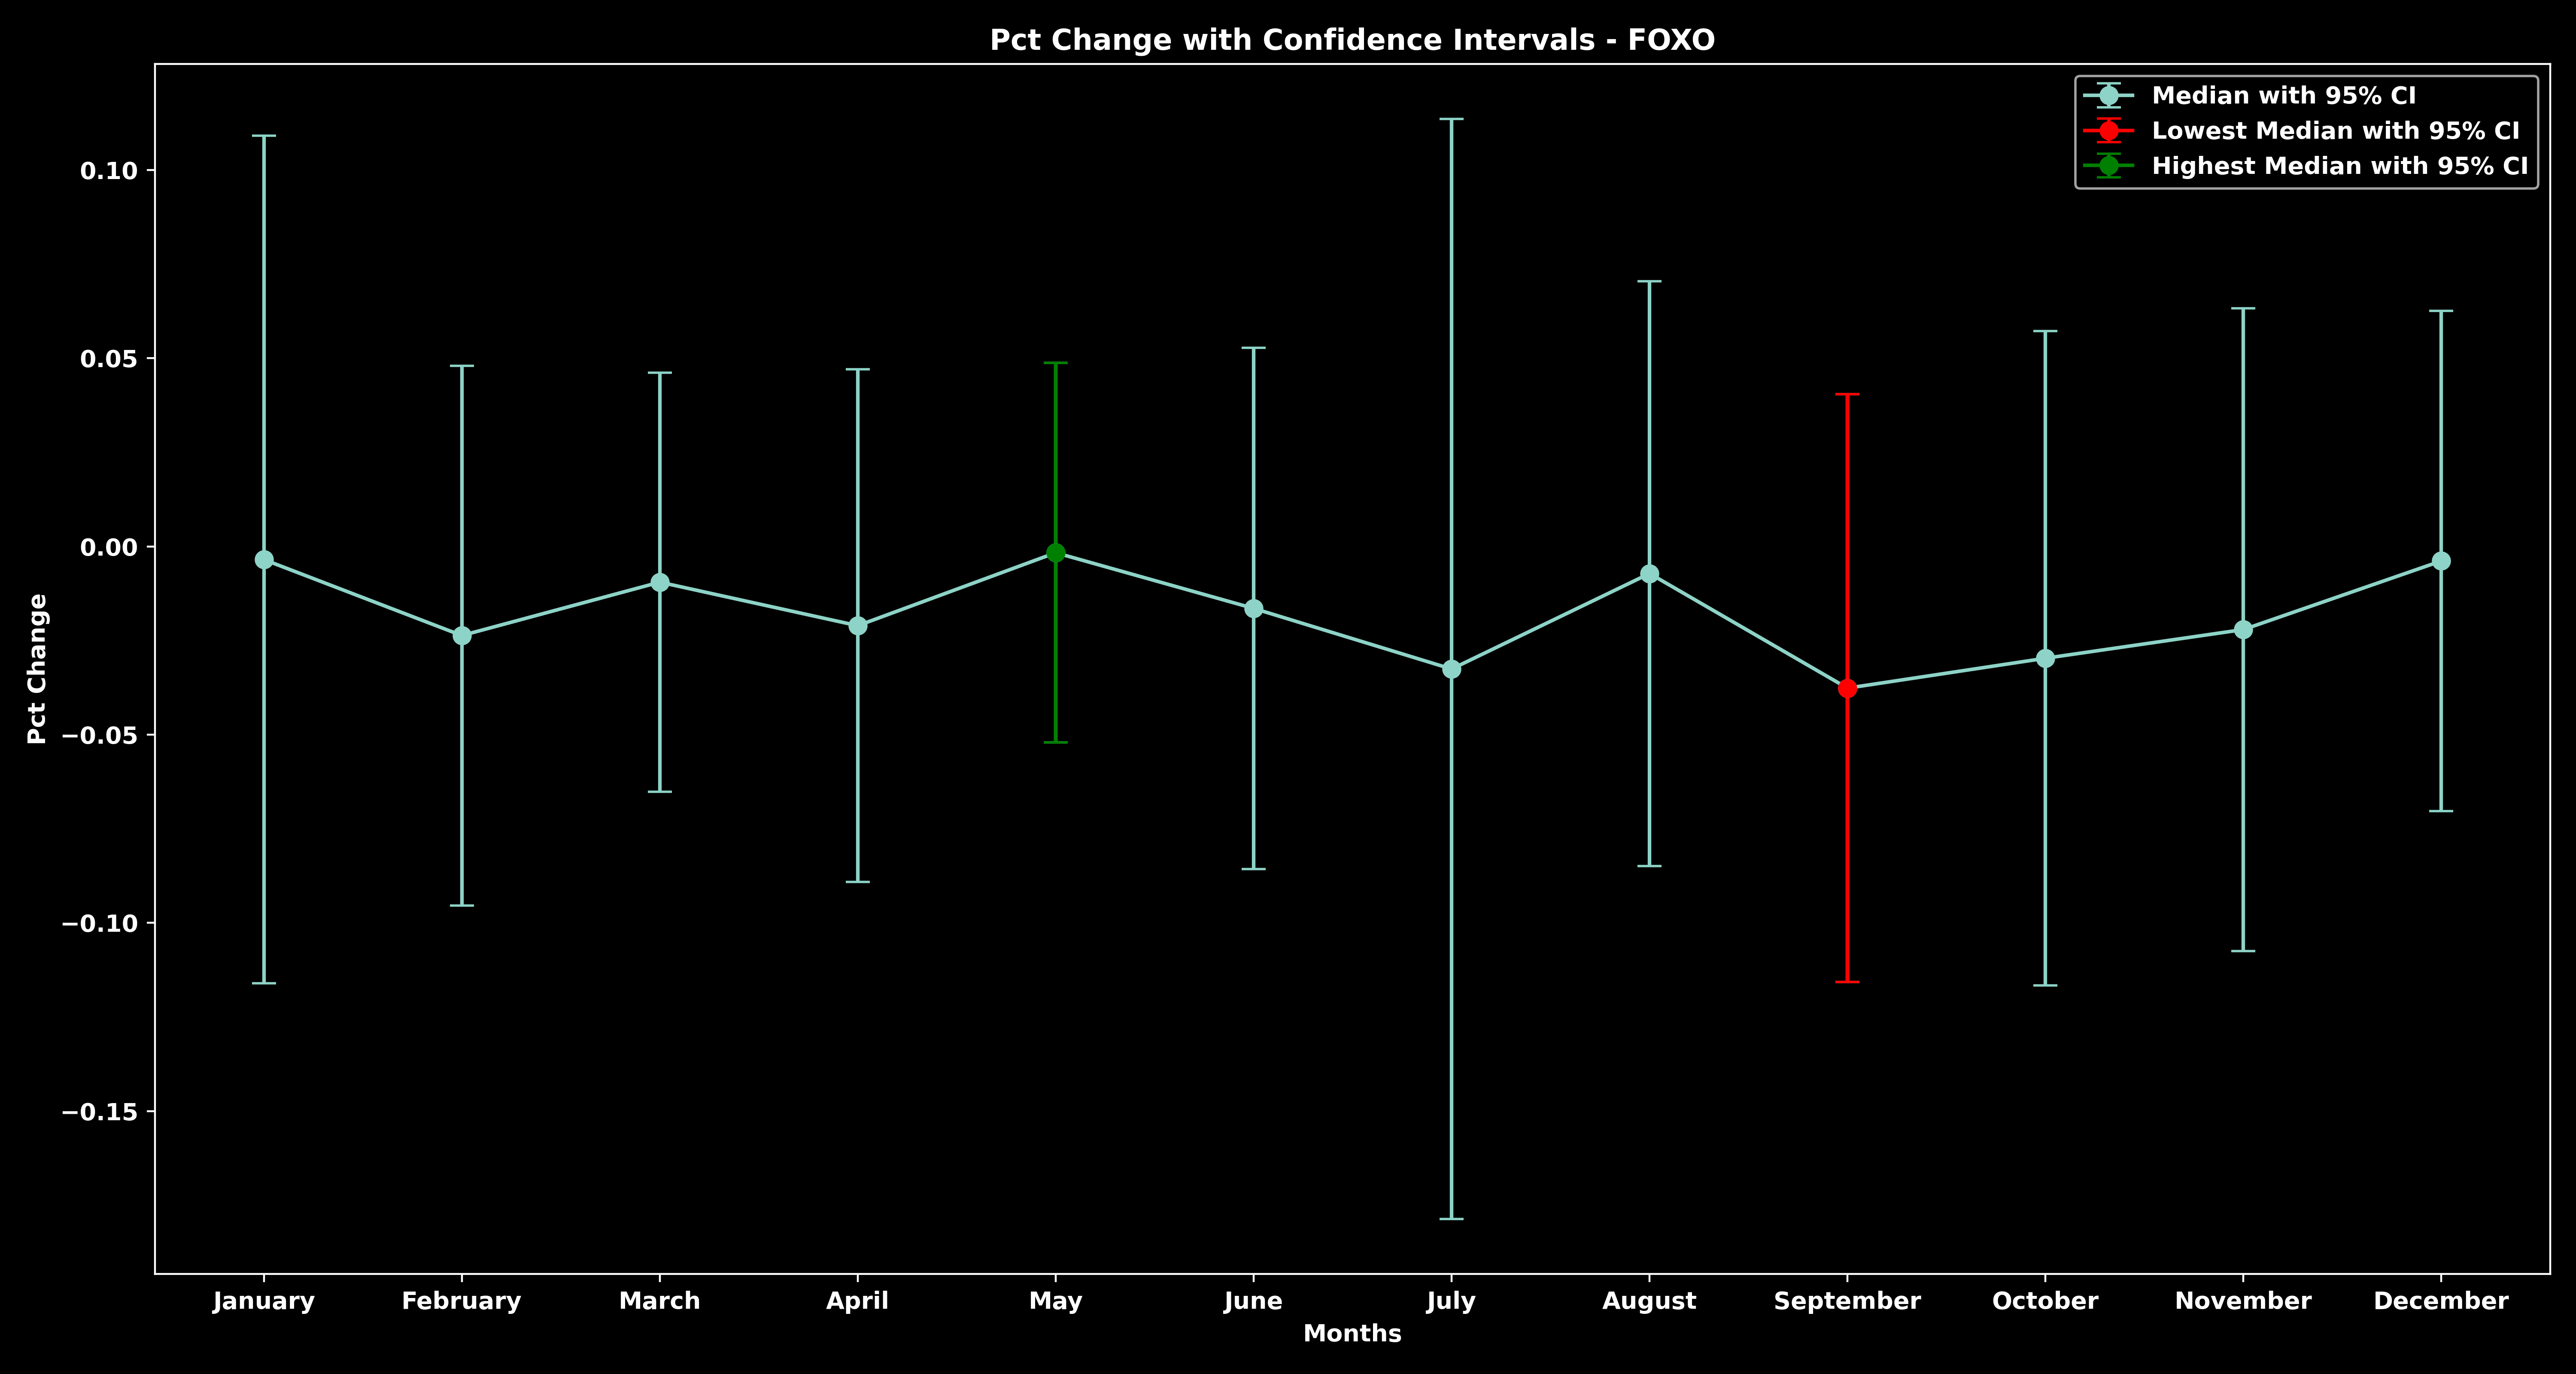 Pct Change with Confidence Intervals - FOXO
Median with 95% CI
Lowest Median with 95% CI
Highest Median with 95% CI
0.10
0.05
0.00
−0.05
−0.10
−0.15
Pct Change
January February March April May June July August September October November December
Months